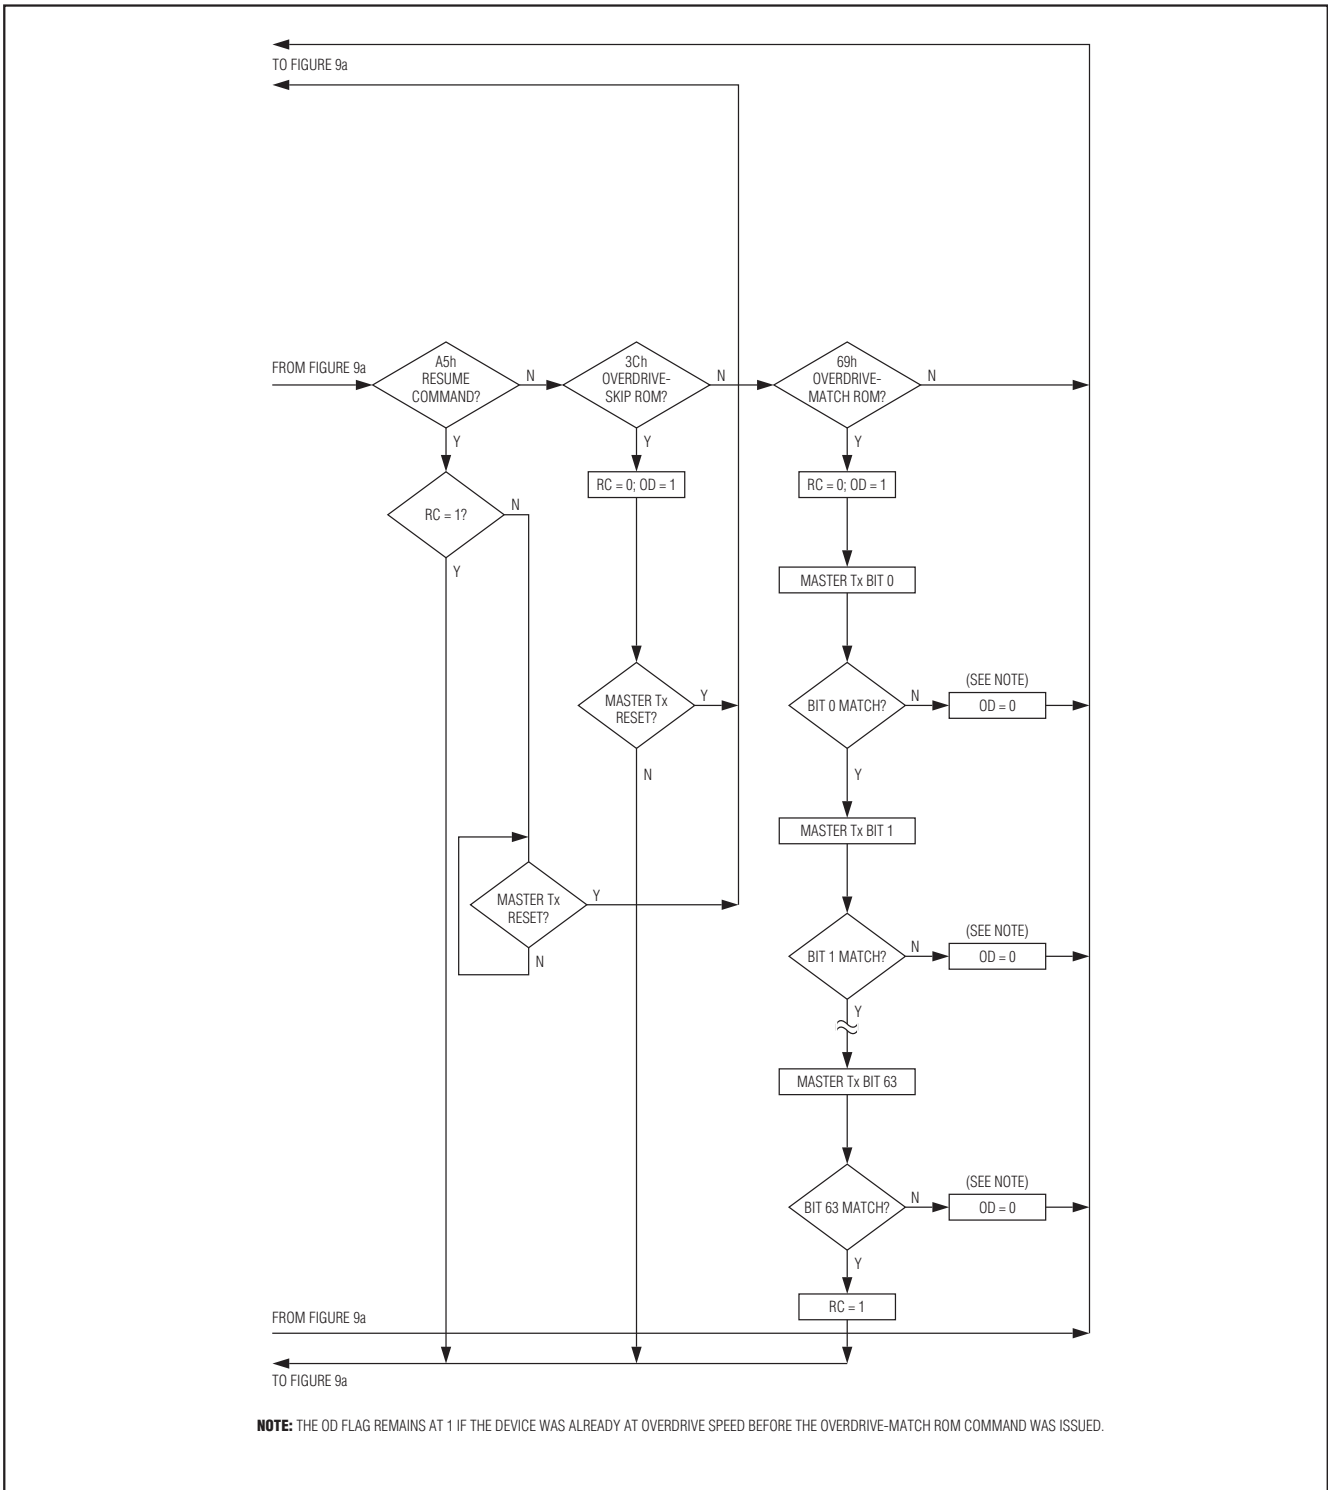 TO FIGURE 9a
FROM FIGURE 9a
A5h
RESUME
COMMAND?
N
3Ch
OVERDRIVE-
SKIP ROM?
N
69h
OVERDRIVE-
MATCH ROM?
N
Y
Y
Y
RC = 1?
N
RC = 0; OD = 1
RC = 0; OD = 1
Y
MASTER Tx BIT 0
MASTER Tx
RESET?
Y
N
BIT 0 MATCH?
N
(SEE NOTE)
OD = 0
Y
MASTER Tx BIT 1
MASTER Tx
RESET?
Y
N
BIT 1 MATCH?
N
(SEE NOTE)
OD = 0
Y
MASTER Tx BIT 63
BIT 63 MATCH?
N
(SEE NOTE)
OD = 0
Y
RC = 1
FROM FIGURE 9a
TO FIGURE 9a
NOTE: THE OD FLAG REMAINS AT 1 IF THE DEVICE WAS ALREADY AT OVERDRIVE SPEED BEFORE THE OVERDRIVE-MATCH ROM COMMAND WAS ISSUED.